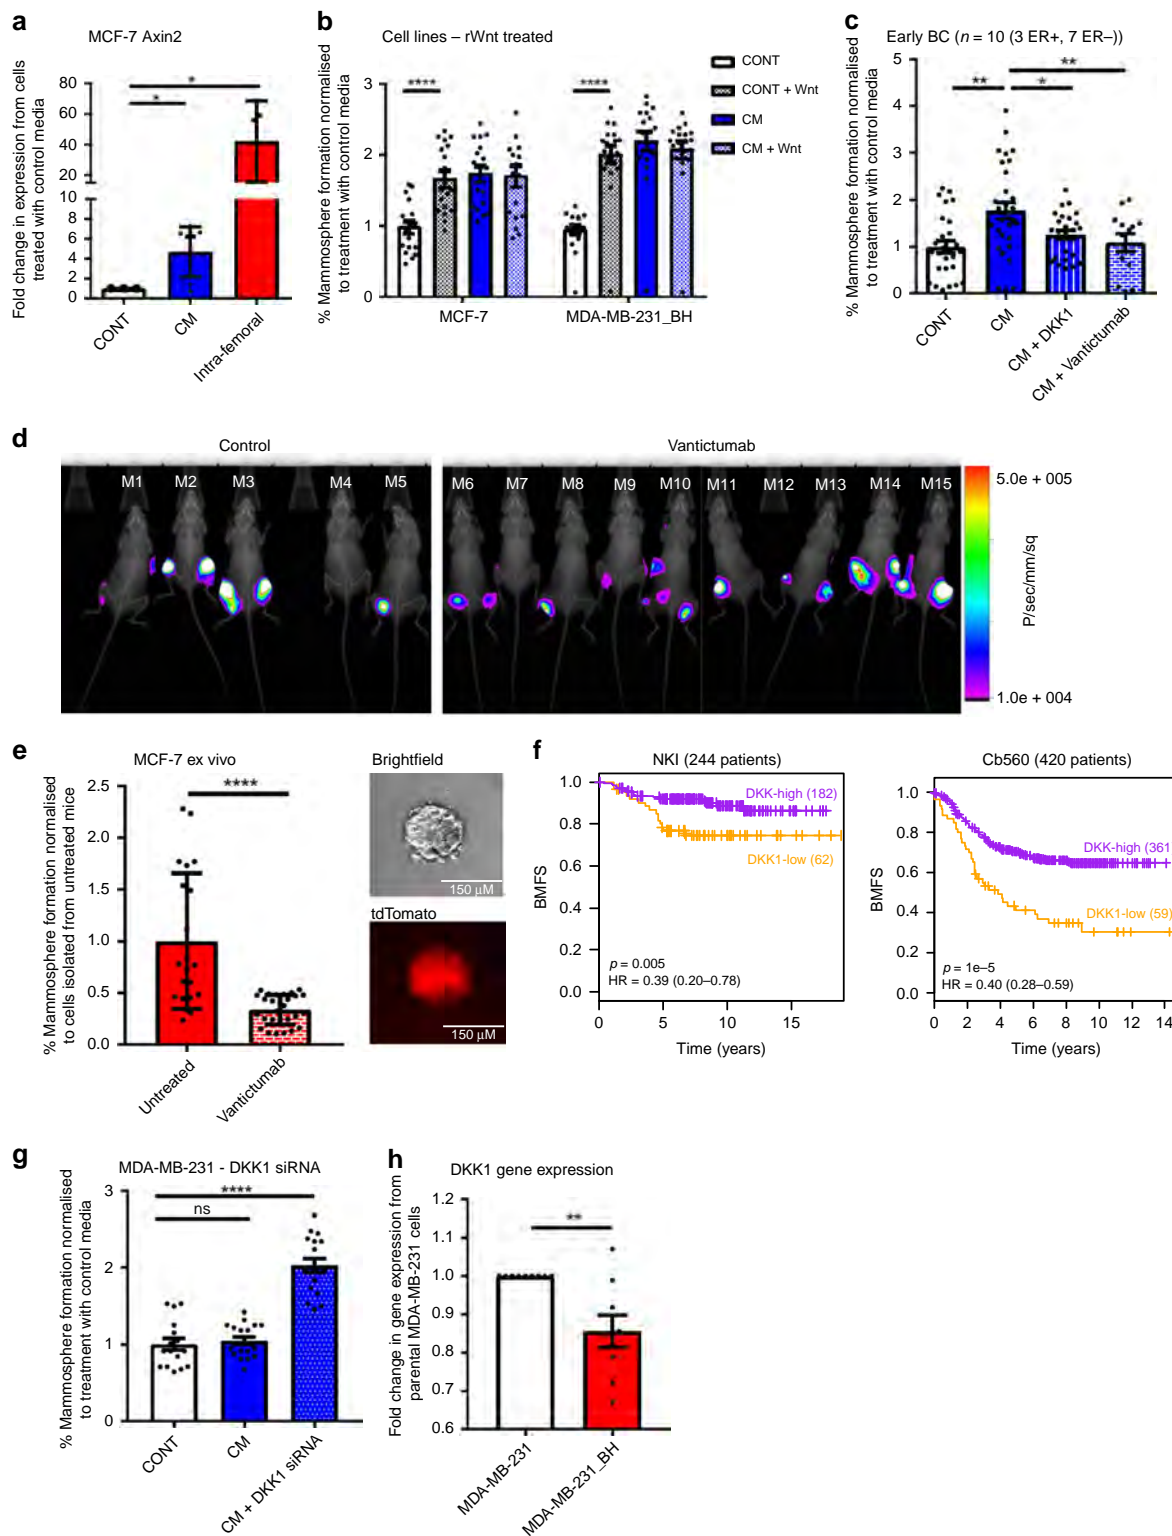 a
MCF-7 Axin2
Fold change in expression from cells
treated with control media
80
60
40
20
10
8
6
4
2
0
*
*
CONT
CM
Intra-femoral
b
Cell lines – rWnt treated
% Mammosphere formation normalised
to treatment with control media
3
2
1
0
****
****
MCF-7
MDA-MB-231_BH
CONT
CONT + Wnt
CM
CM + Wnt
c
Early BC (n = 10 (3 ER+, 7 ER–))
% Mammosphere formation normalised
to treatment with control media
5
4
3
2
1
0
**
**
*
CONT
CM
CM + DKK1
CM + Vantictumab
d
Control
Vantictumab
M1
M2
M3
M4
M5
M6
M7
M8
M9
M10
M11
M12
M13
M14
M15
5.0e + 005
P/sec/mm/sq
1.0e + 004
e
MCF-7 ex vivo
% Mammosphere formation normalised
to cells isolated from untreated mice
2.5
2.0
1.5
1.0
0.5
0.0
****
Untreated
Vantictumab
Brightfield
150 µM
tdTomato
150 µM
f
NKI (244 patients)
BMFS
1.0
0.8
0.6
0.4
0.2
0.0
DKK-high (182)
DKK1-low (62)
p = 0.005
HR = 0.39 (0.20–0.78)
0
5
10
15
Time (years)
Cb560 (420 patients)
BMFS
1.0
0.8
0.6
0.4
0.2
0.0
DKK-high (361
DKK1-low (59)
p = 1e-5
HR = 0.40 (0.28–0.59)
0
2
4
6
8
10
12
14
Time (years)
g
MDA-MB-231 - DKK1 siRNA
% Mammosphere formation normalised
to treatment with control media
3
2
1
0
****
ns
CONT
CM
CM + DKK1 siRNA
h
DKK1 gene expression
Fold change in gene expression from
parental MDA-MB-231 cells
1.2
1.1
1.0
0.9
0.8
0.7
0.6
**
MDA-MB-231
MDA-MB-231_BH